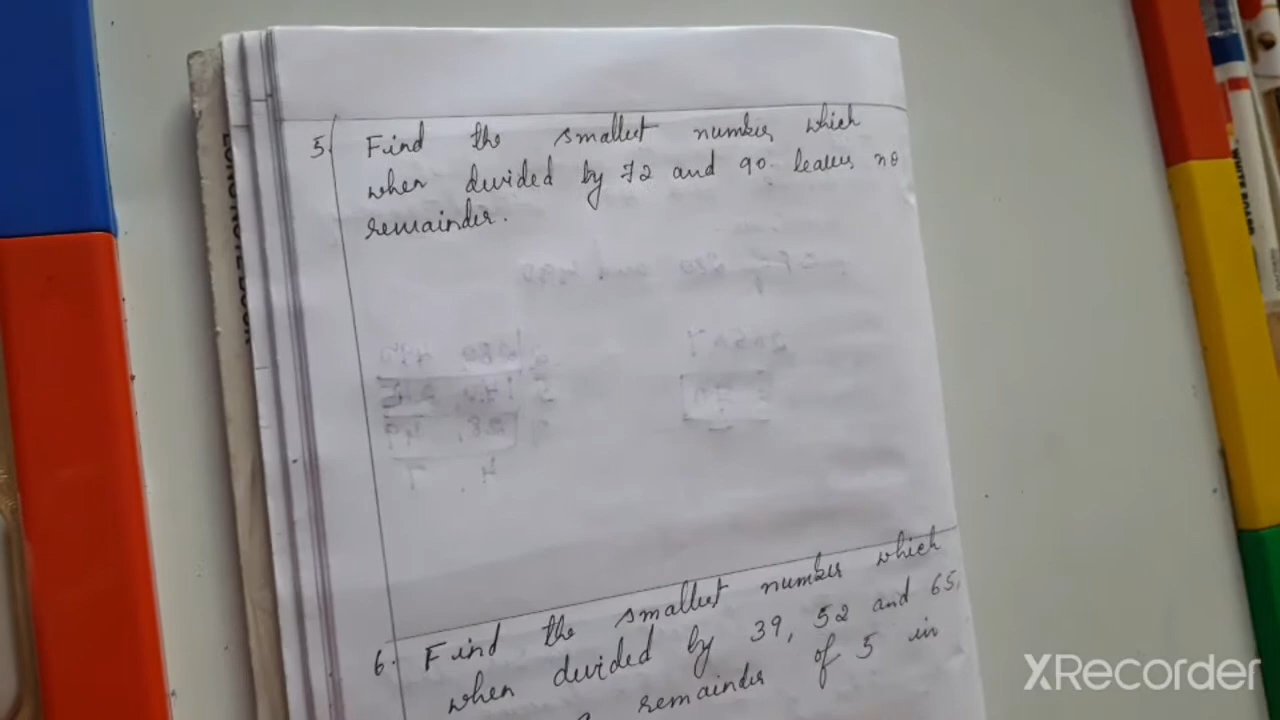 5. Find the smallest number which
when divided by 72 and 90 leaves no
remainder.
6. Find the smallest number which
when divided by 39, 52 and 65,
remainder of 5 in
XRecorder